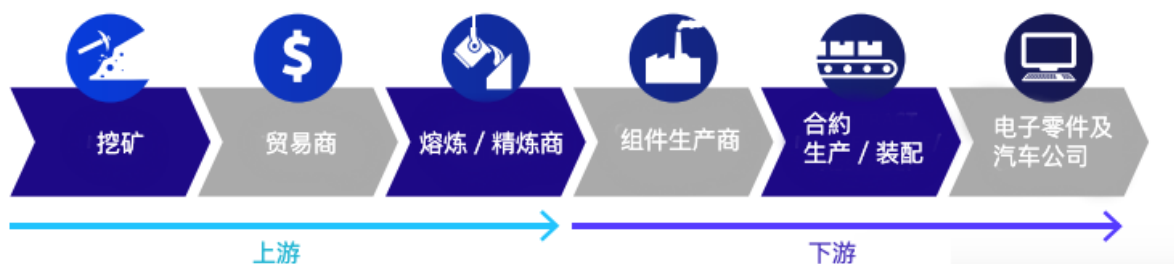 挖矿
贸易商
熔炼 / 精炼商
组件生产商
合約
生产 / 装配
电子零件及
汽车公司
上游
下游